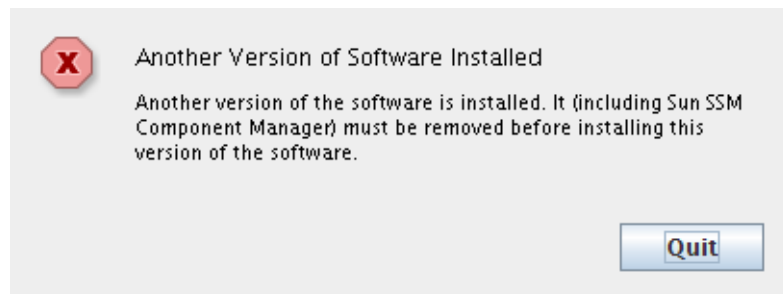 X
Another Version of Software Installed
Another version of the software is installed. It (including Sun SSM
Component Manager) must be removed before installing this
version of the software.
Quit